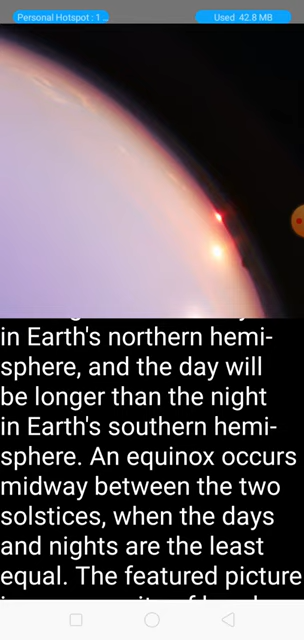 Personal Hotspot : 1 ... Used 42.8 MB
in Earth's northern hemi-
sphere, and the day will
be longer than the night
in Earth's southern hemi-
sphere. An equinox occurs
midway between the two
solstices, when the days
and nights are the least
equal. The featured picture